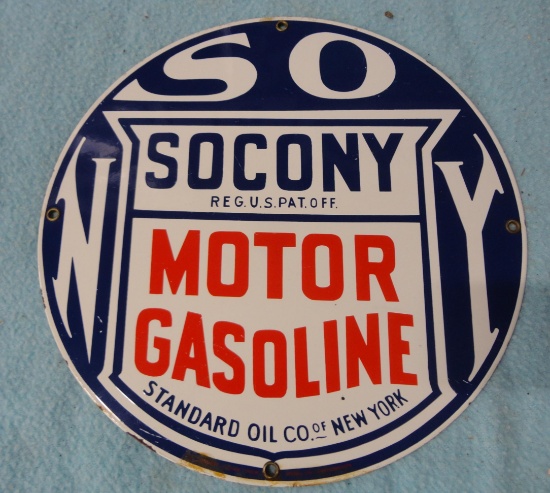 SO
N Y
SOCONY
REG.U.S.PAT.OFF.
MOTOR
GASOLINE
STANDARD OIL CO. OF NEW YORK